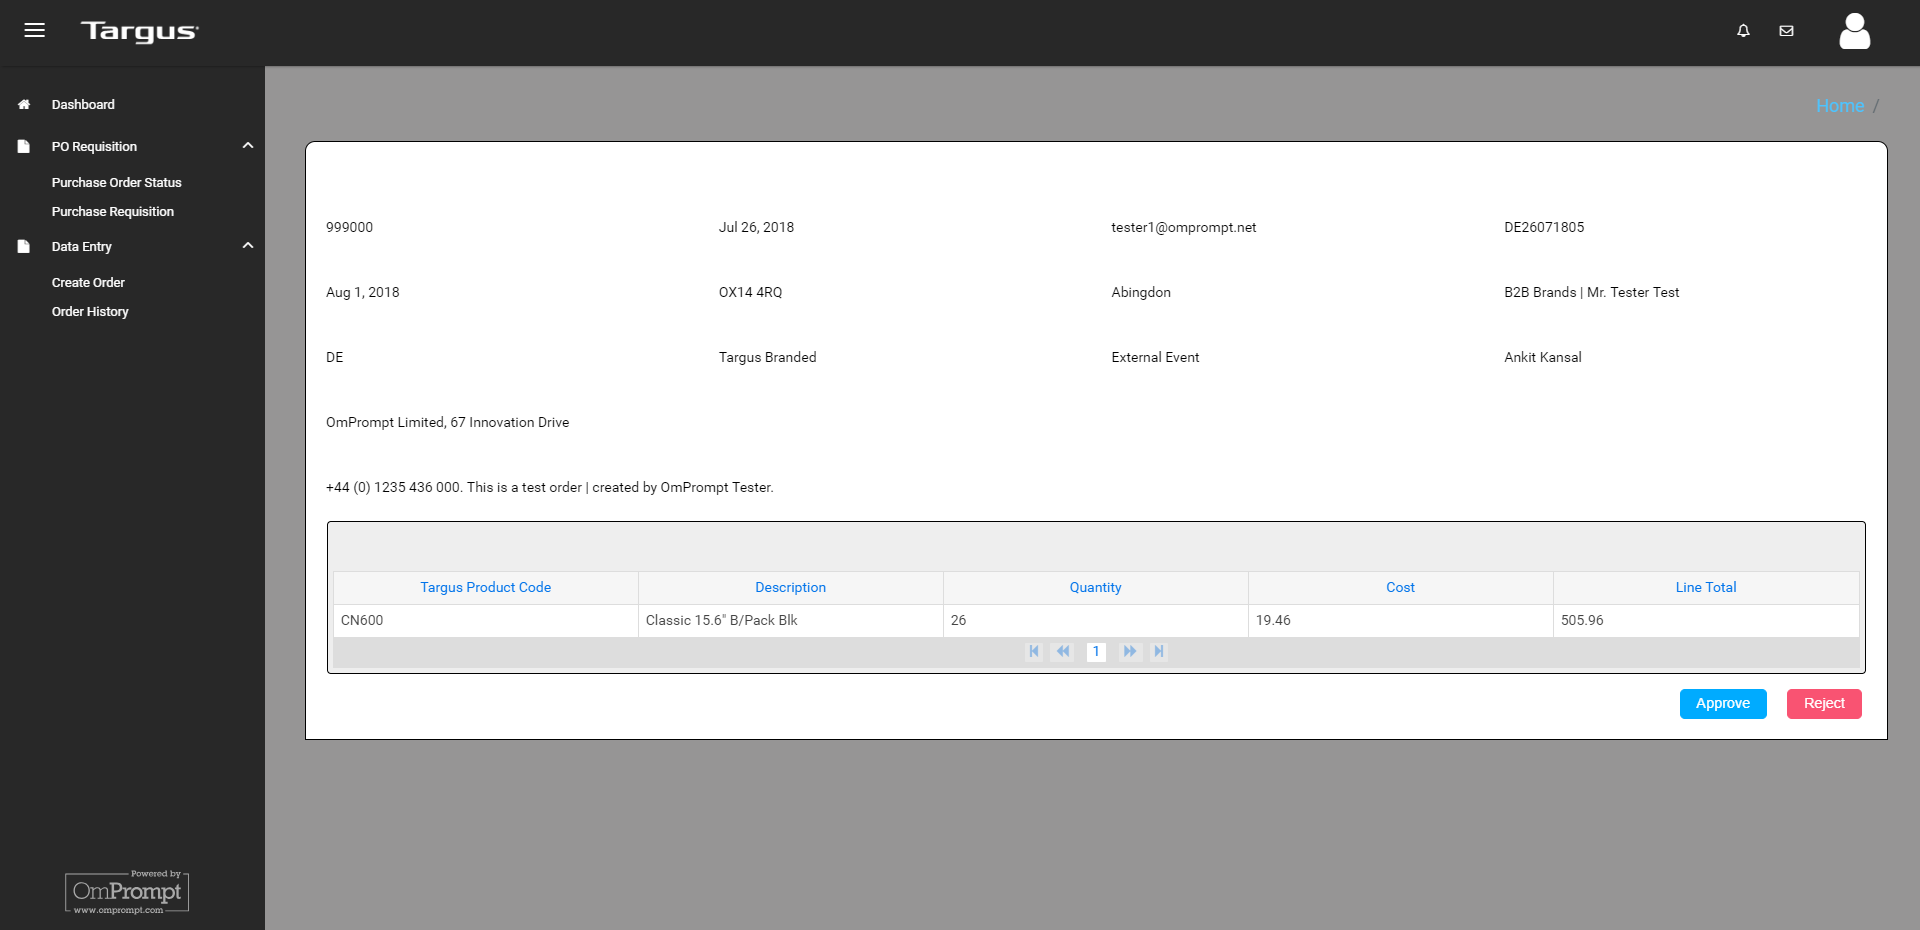 Targus
Home /
Dashboard
PO Requisition
Purchase Order Status
Purchase Requisition
Data Entry
Create Order
Order History
999000 Jul 26, 2018 tester1@omprompt.net DE26071805
Aug 1, 2018 OX14 4RQ Abingdon B2B Brands | Mr. Tester Test
DE Targus Branded External Event Ankit Kansal
OmPrompt Limited, 67 Innovation Drive
+44 (0) 1235 436 000. This is a test order | created by OmPrompt Tester.
Targus Product Code Description Quantity Cost Line Total
CN600 Classic 15.6" B/Pack Blk 26 19.46 505.96
1
Approve Reject
Powered by
OmPrompt
www.omprompt.com